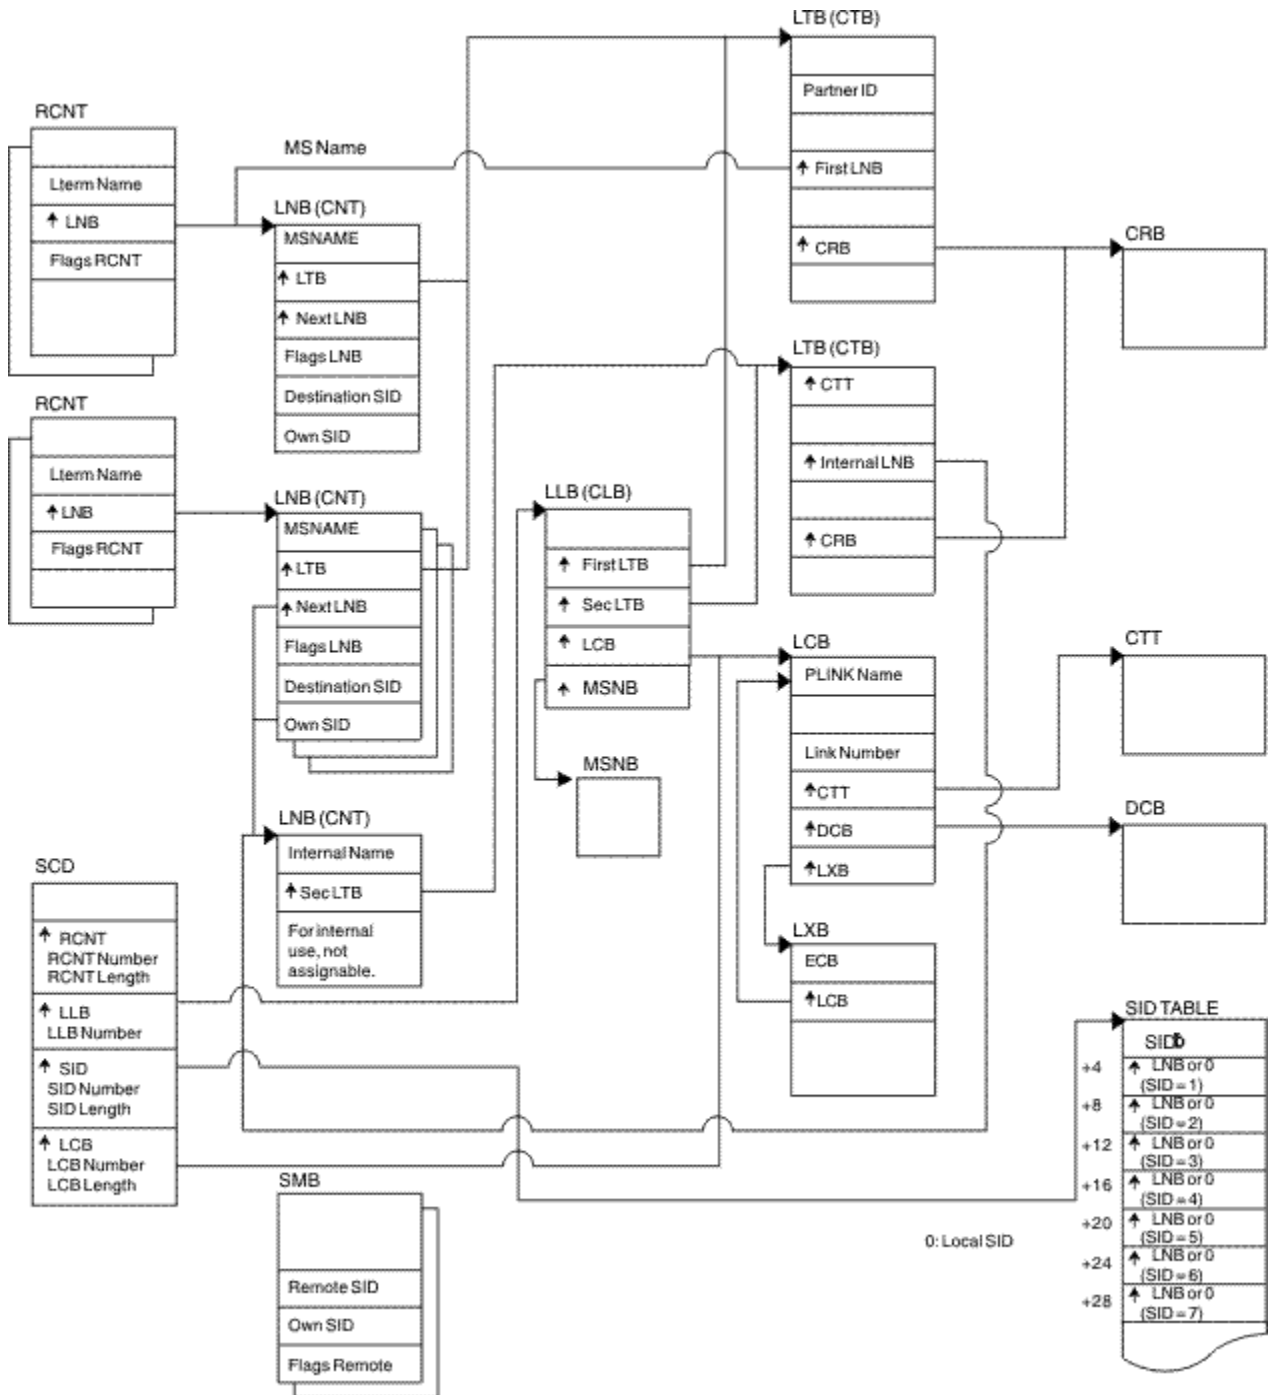 LTB (CTB)
Partner ID
First LNB
CRB
RCNT
Lterm Name
LNB
Flags RCNT
MS Name
LNB (CNT)
MSNAME
LTB
Next LNB
Flags LNB
Destination SID
Own SID
CRB
LTB (CTB)
CTT
Internal LNB
CRB
RCNT
Lterm Name
LNB
Flags RCNT
LNB (CNT)
MSNAME
LTB
Next LNB
Flags LNB
Destination SID
Own SID
LLB (CLB)
First LTB
Sec LTB
LCB
MSNB
MSNB
LCB
PLINK Name
Link Number
CTT
DCB
LXB
CTT
DCB
LNB (CNT)
Internal Name
Sec LTB
For internal
use, not
assignable.
LXB
ECB
LCB
SCD
RCNT
RCNT Number
RCNT Length
LLB
LLB Number
SID
SID Number
SID Length
LCB
LCB Number
LCB Length
SMB
Remote SID
Own SID
Flags Remote
0: Local SID
SID TABLE
+4 LNB or 0
(SID = 1)
+8 LNB or 0
(SID = 2)
+12 LNB or 0
(SID = 3)
+16 LNB or 0
(SID = 4)
+20 LNB or 0
(SID = 5)
+24 LNB or 0
(SID = 6)
+28 LNB or 0
(SID = 7)